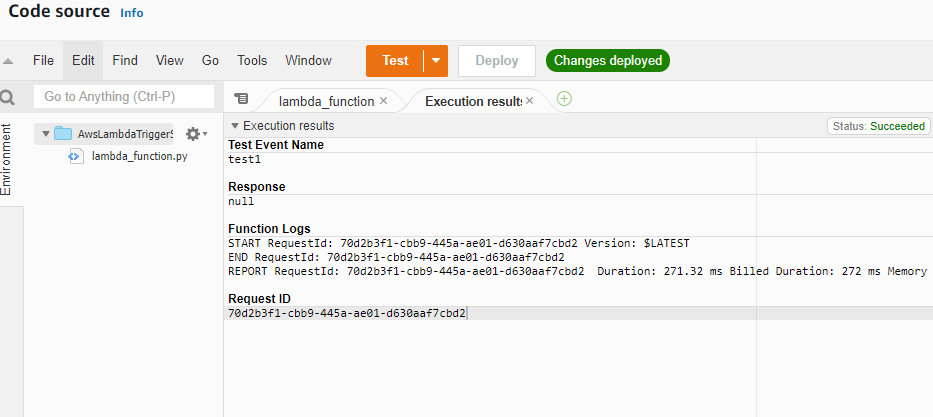 Code source Info
File Edit Find View Go Tools Window Test Deploy Changes deployed
Go to Anything (Ctrl-P)
lambda_function × Execution results ×
Environment
AwsLambdaTriggerS
lambda_function.py
Execution results Status: Succeeded
Test Event Name
test1
Response
null
Function Logs
START RequestId: 70d2b3f1-cbb9-445a-ae01-d630aaf7cbd2 Version: $LATEST
END RequestId: 70d2b3f1-cbb9-445a-ae01-d630aaf7cbd2
REPORT RequestId: 70d2b3f1-cbb9-445a-ae01-d630aaf7cbd2 Duration: 271.32 ms Billed Duration: 272 ms Memory
Request ID
70d2b3f1-cbb9-445a-ae01-d630aaf7cbd2